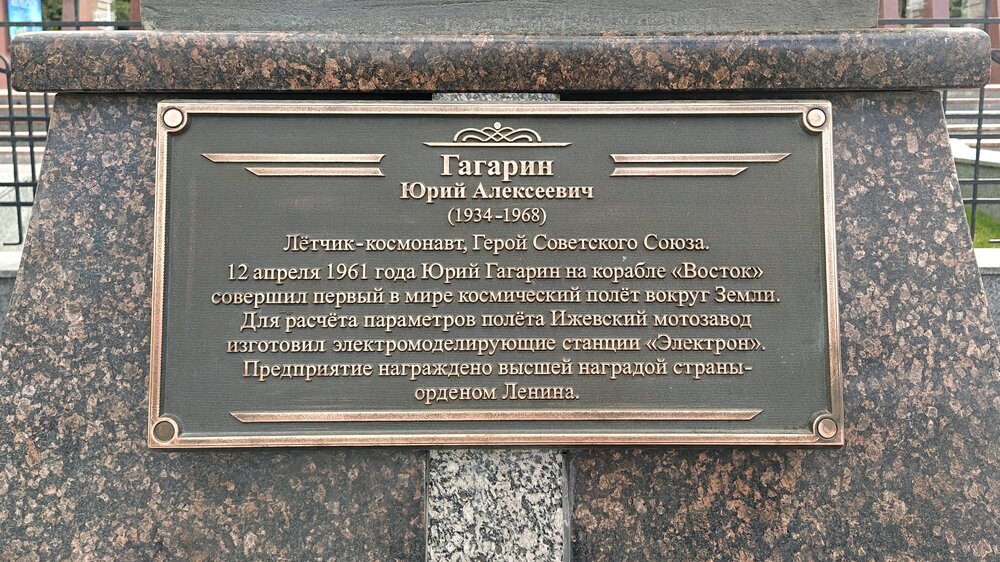 Гагарин
Юрий Алексеевич
(1934-1968)
Лётчик-космонавт, Герой Советского Союза.
12 апреля 1961 года Юрий Гагарин на корабле «Восток»
совершил первый в мире космический полёт вокруг Земли.
Для расчёта параметров полёта Ижевский мотозавод
изготовил электромоделирующие станции «Электрон».
Предприятие награждено высшей наградой страны-
орденом Ленина.